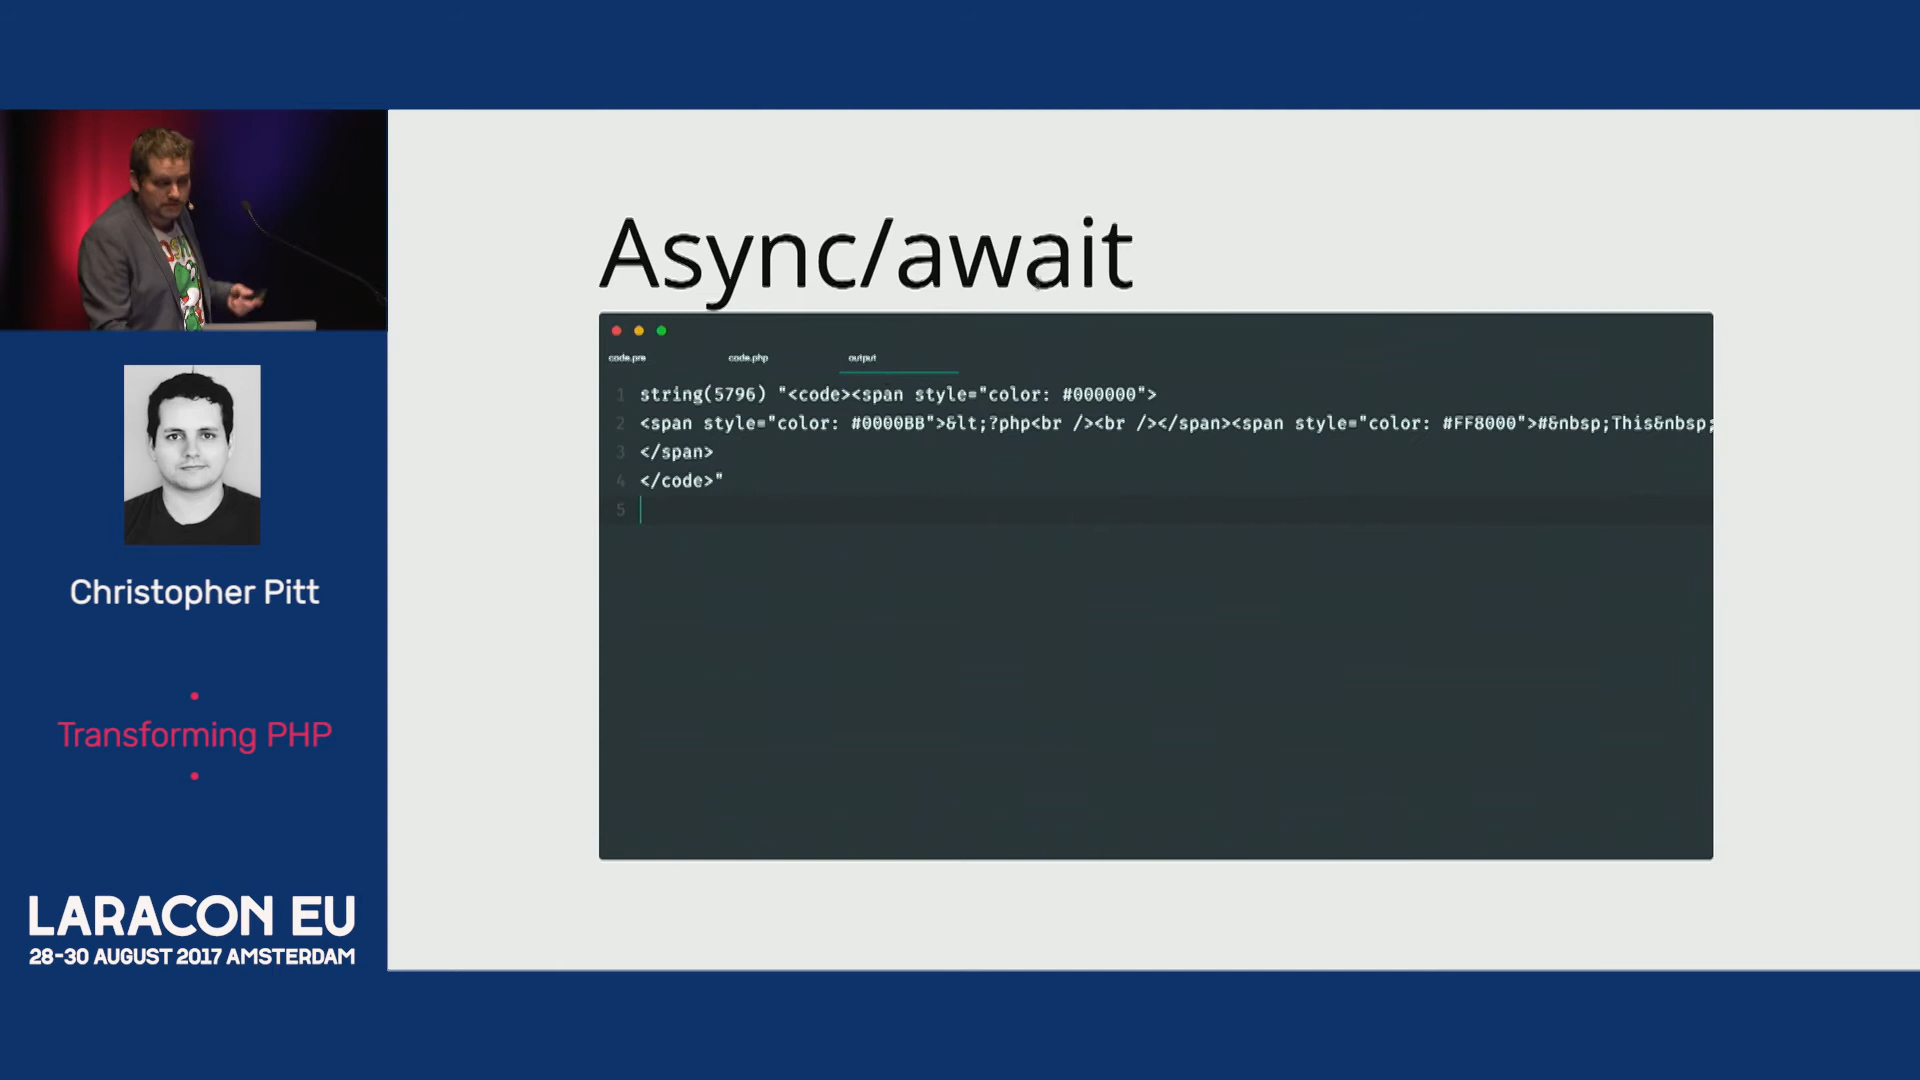 Async/await
code.pre code.php output
1 string(5796) "<code><span style="color: #000000">
2 <span style="color: #0000BB">&lt;?php<br /><br /></span><span style="color: #FF8000">#&nbsp;This&nbsp;
3 </span>
4 </code>"
5
Christopher Pitt
Transforming PHP
LARACON EU
28-30 AUGUST 2017 AMSTERDAM